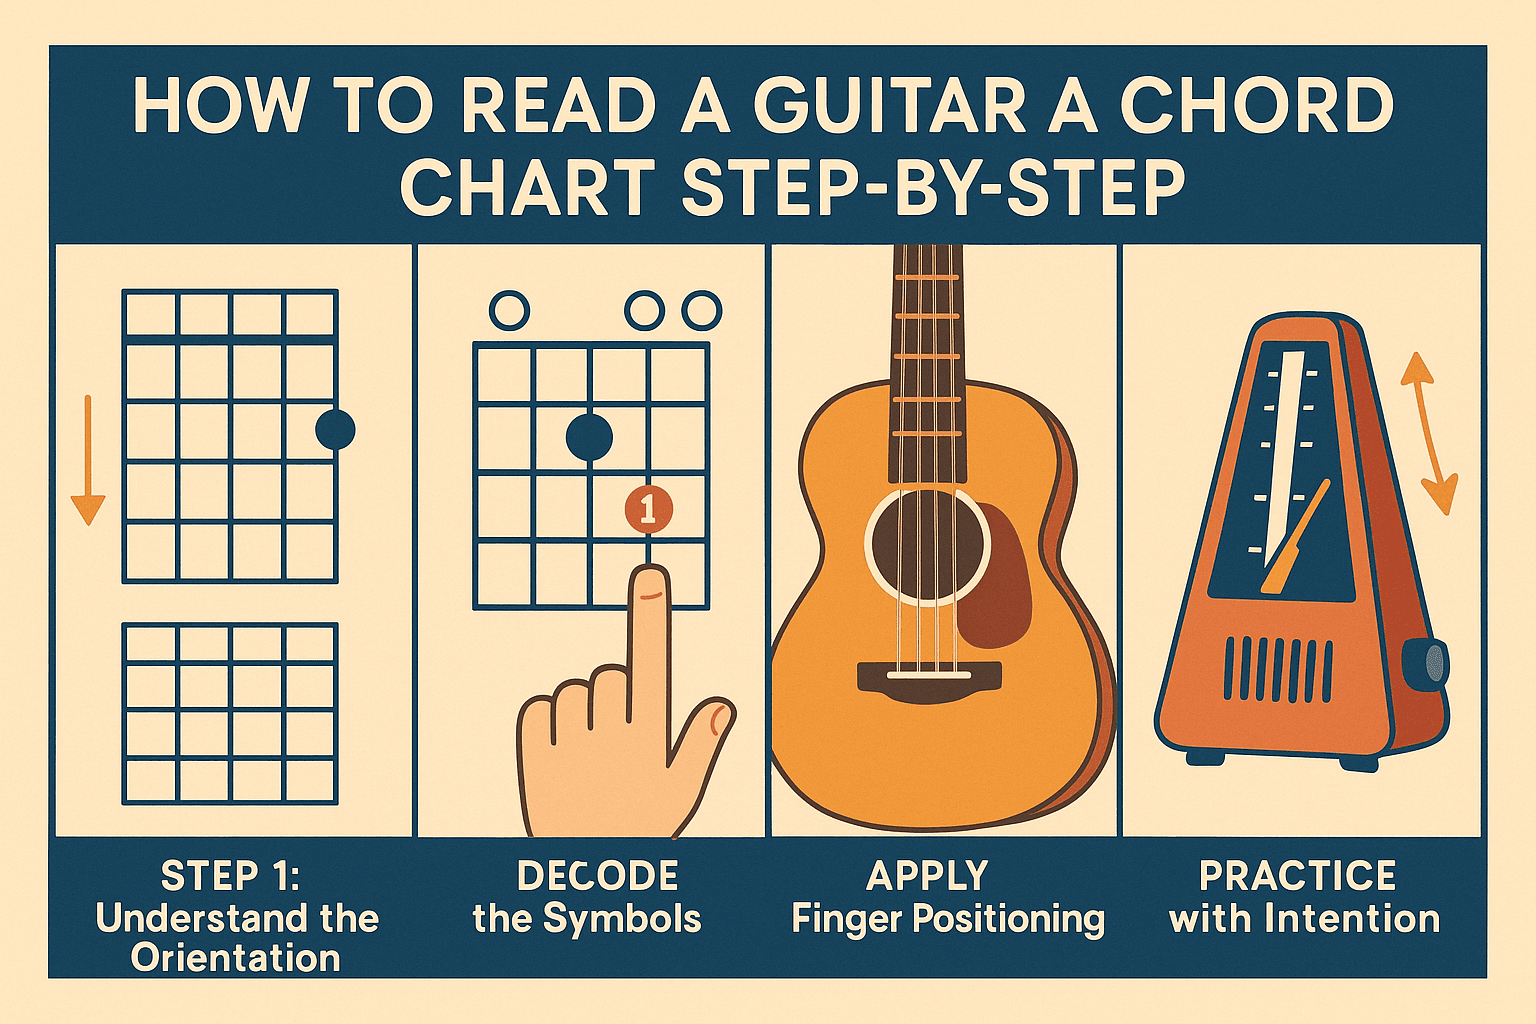 HOW TO READ A GUITAR A CHORD
CHART STEP-BY-STEP
1
STEP 1:
Understand the
Orientation
DECODE
the Symbols
APPLY
Finger Positioning
PRACTICE
with Intention